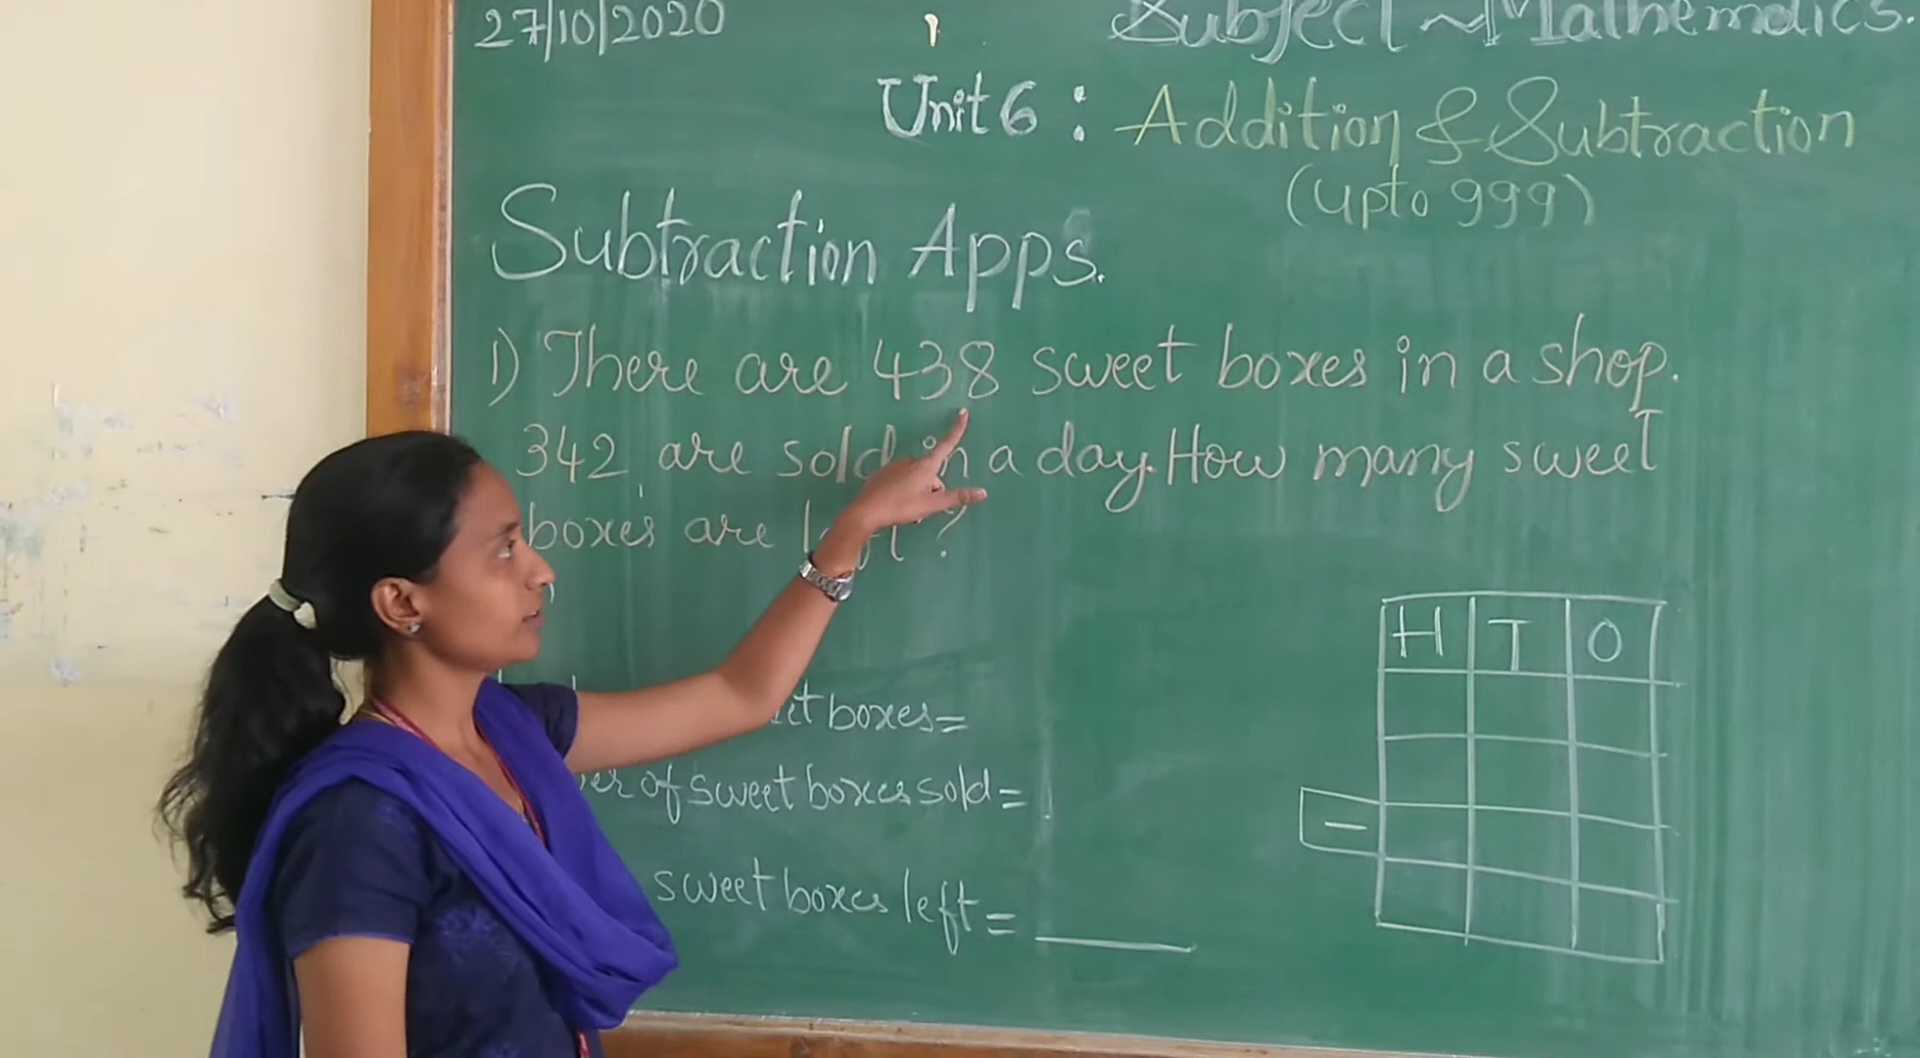 27/10/2020
Subject ~ Mathematics.
Unit 6 : Addition & Subtraction
(upto 999)
Subtraction Apps.
1) There are 438 sweet boxes in a shop.
342 are sold in a day. How many sweet
boxes are left?
boxes =
of sweet boxes sold =
sweet boxes left =
H T O
−